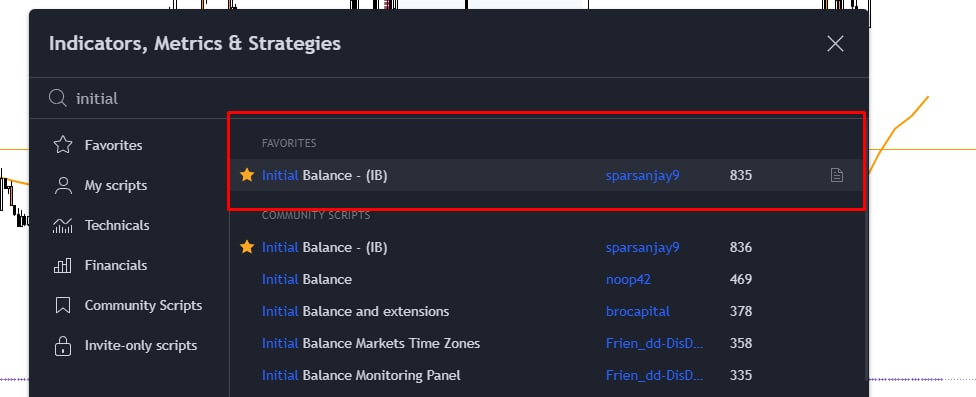 Indicators, Metrics & Strategies
initial
Favorites
My scripts
Technicals
Financials
Community Scripts
Invite-only scripts
FAVORITES
Initial Balance - (IB) sparsanjay9 835
COMMUNITY SCRIPTS
Initial Balance - (IB) sparsanjay9 836
Initial Balance noop42 469
Initial Balance and extensions brocapital 378
Initial Balance Markets Time Zones Frien_dd-DisD... 358
Initial Balance Monitoring Panel Frien_dd-DisD... 335